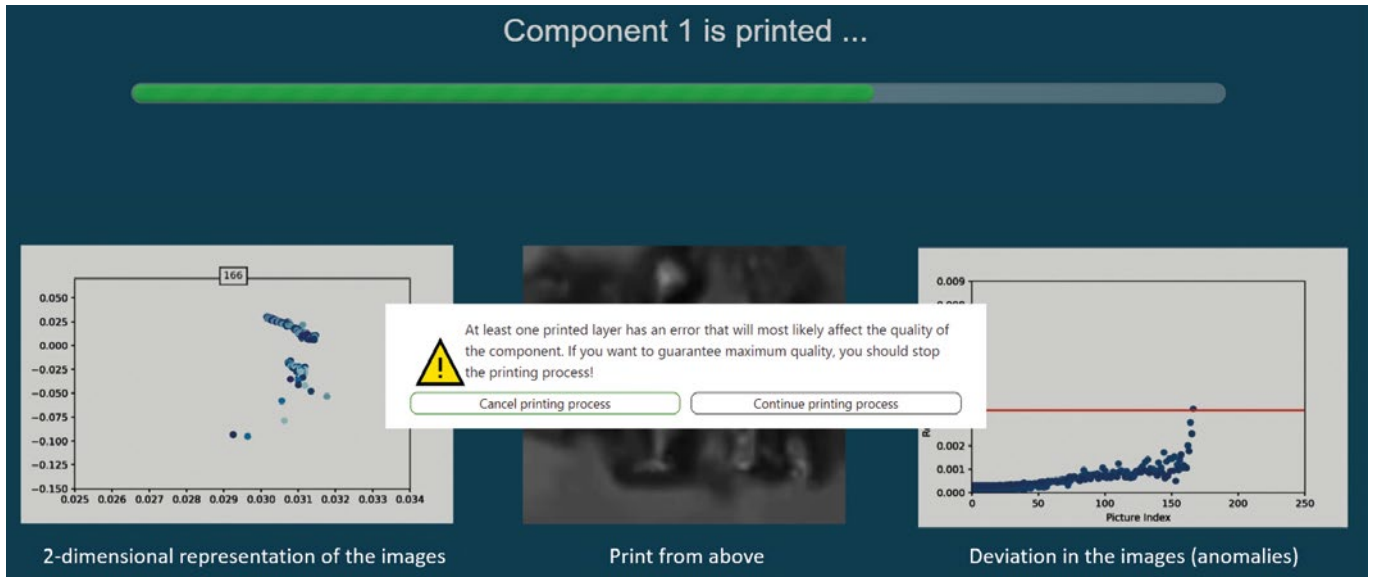 Component 1 is printed ...
166
0.050
0.025
0.000
−0.025
−0.050
−0.075
−0.100
−0.125
−0.150
0.025 0.026 0.027 0.028 0.029 0.030 0.031 0.032 0.033 0.034
At least one printed layer has an error that will most likely affect the quality of
the component. If you want to guarantee maximum quality, you should stop
the printing process!
Cancel printing process
Continue printing process
0.009
0.002
0.001
0.000
0 50 100 150 200 250
Picture Index
2-dimensional representation of the images
Print from above
Deviation in the images (anomalies)